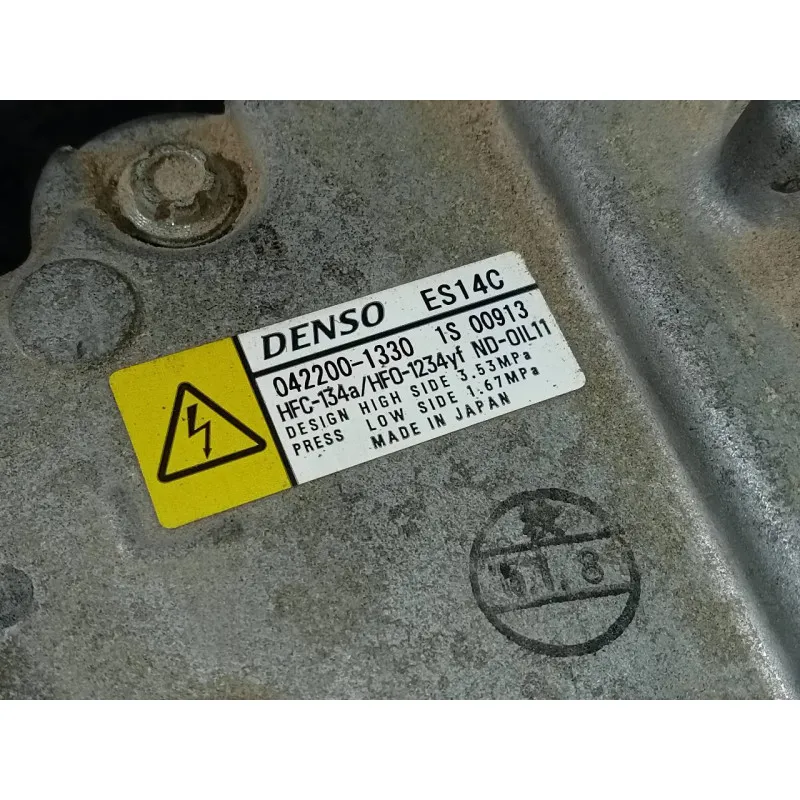 DENSO ES14C
042200-1330 1S 00913
HFC-134a/HFO-1234yf ND-OIL11
DESIGN HIGH SIDE 3.53MPa
PRESS LOW SIDE 1.67MPa
MADE IN JAPAN